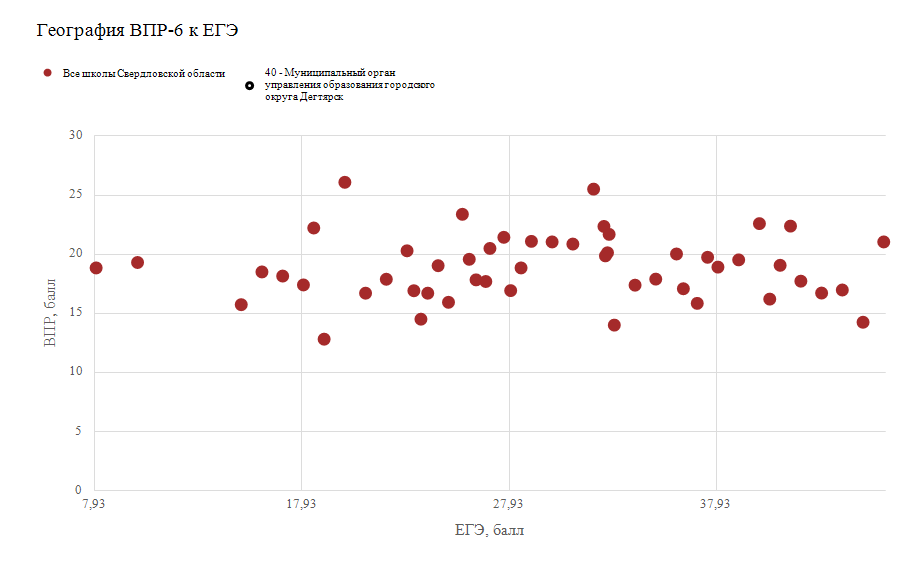 География ВПР-6 к ЕГЭ
Все школы Свердловской области
40 - Муниципальный орган
управления образования городского
округа Дегтярск
30
25
20
15
10
5
0
ВПР, балл
7,93
17,93
27,93
37,93
ЕГЭ, балл